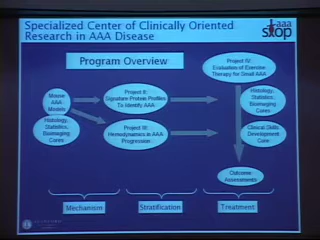 Specialized Center of Clinically Oriented
Research in AAA Disease
aaa
stop
Program Overview
Project IV:
Evaluation of Exercise
Therapy for Small AAA
Mouse
AAA
Models
Histology,
Statistics,
Bioimaging
Cores
Project II:
Signature Protein Profiles
To Identify AAA
Project III:
Hemodynamics in AAA
Progression
Histology,
Statistics,
Bioimaging
Cores
Clinical Skills
Development
Core
Outcome
Assessments
Mechanism
Stratification
Treatment